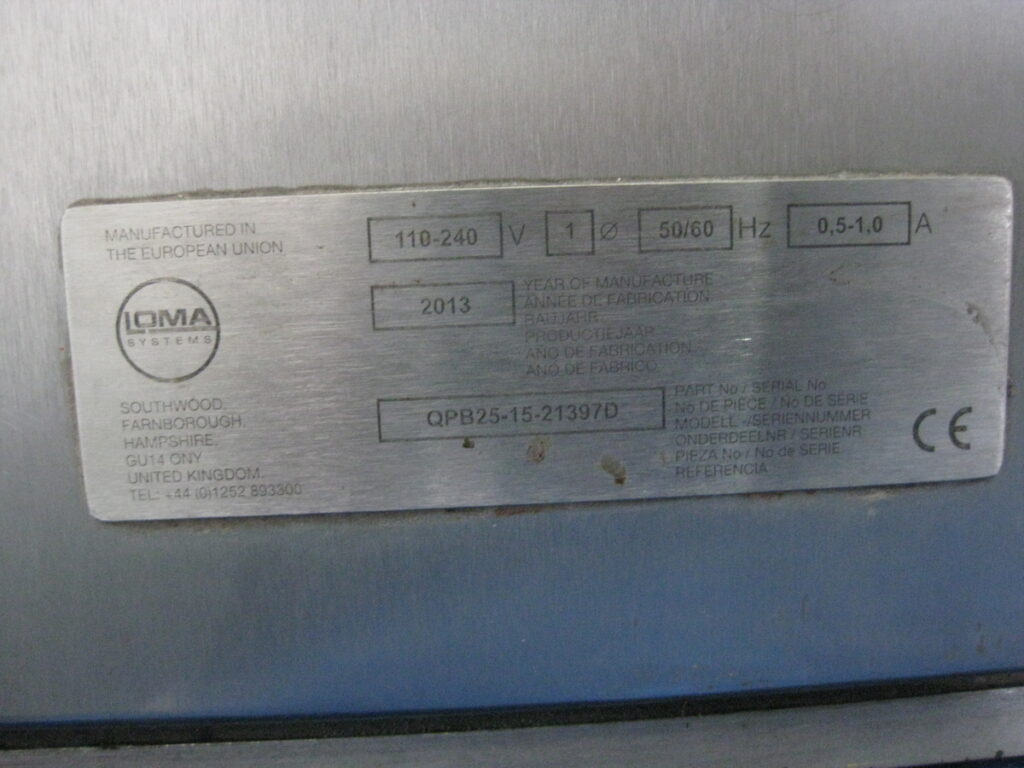 MANUFACTURED IN
THE EUROPEAN UNION
110-240 V 1 Ø 50/60 Hz 0,5-1,0 A
LOMA
SYSTEMS
2013
YEAR OF MANUFACTURE
ANNÉE DE FABRICATION
BAUJAHR
PRODUCTIEJAAR
ANO DE FABRICATION
ANO DE FABRICO
SOUTHWOOD,
FARNBOROUGH,
HAMPSHIRE,
GU14 ONY
UNITED KINGDOM.
TEL: +44 (0)1252 893300
QPB25-15-21397D
PART No / SERIAL No
No DE PIECE / No DE SÉRIE
MODELL -/SERIENNUMMER
ONDERDEELNR / SERIENR
PIEZA No / No de SERIE
REFERENCIA
CE